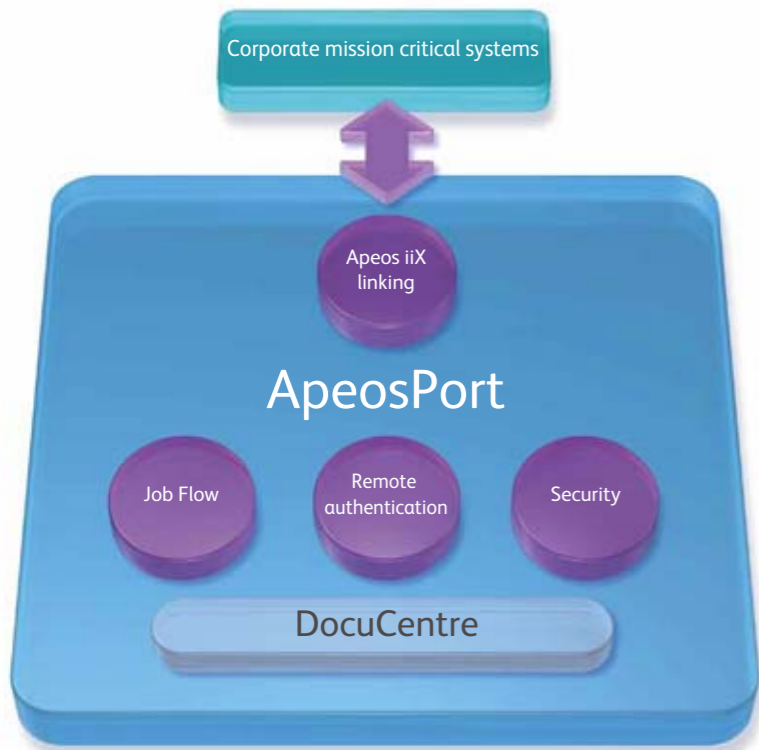 Corporate mission critical systems
Apeos iiX
linking
ApeosPort
Job Flow
Remote
authentication
Security
DocuCentre